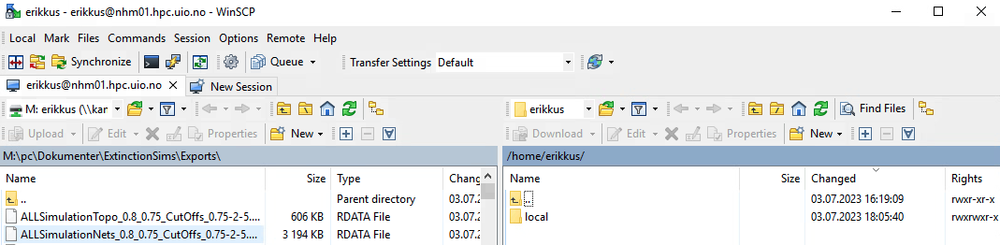 erikkus - erikkus@nhm01.hpc.uio.no - WinSCP
Local Mark Files Commands Session Options Remote Help
Synchronize Queue Transfer Settings Default
erikkus@nhm01.hpc.uio.no New Session
M: erikkus (\\kar erikkus Find Files
Upload Edit Properties New Download Edit Properties New
M:\pc\Dokumenter\ExtinctionSims\Exports\ /home/erikkus/
Name Size Type Chang Name Size Changed Rights
.. Parent directory 03.07.2 .. 03.07.2023 16:19:09 rwxr-xr-x
ALLSimulationTopo_0.8_0.75_CutOffs_0.75-2-5.... 606 KB RDATA File 03.07.2 local 03.07.2023 18:05:40 rwxrwxr-x
ALLSimulationNets_0.8_0.75_CutOffs_0.75-2-5.... 3 194 KB RDATA File 03.07.2